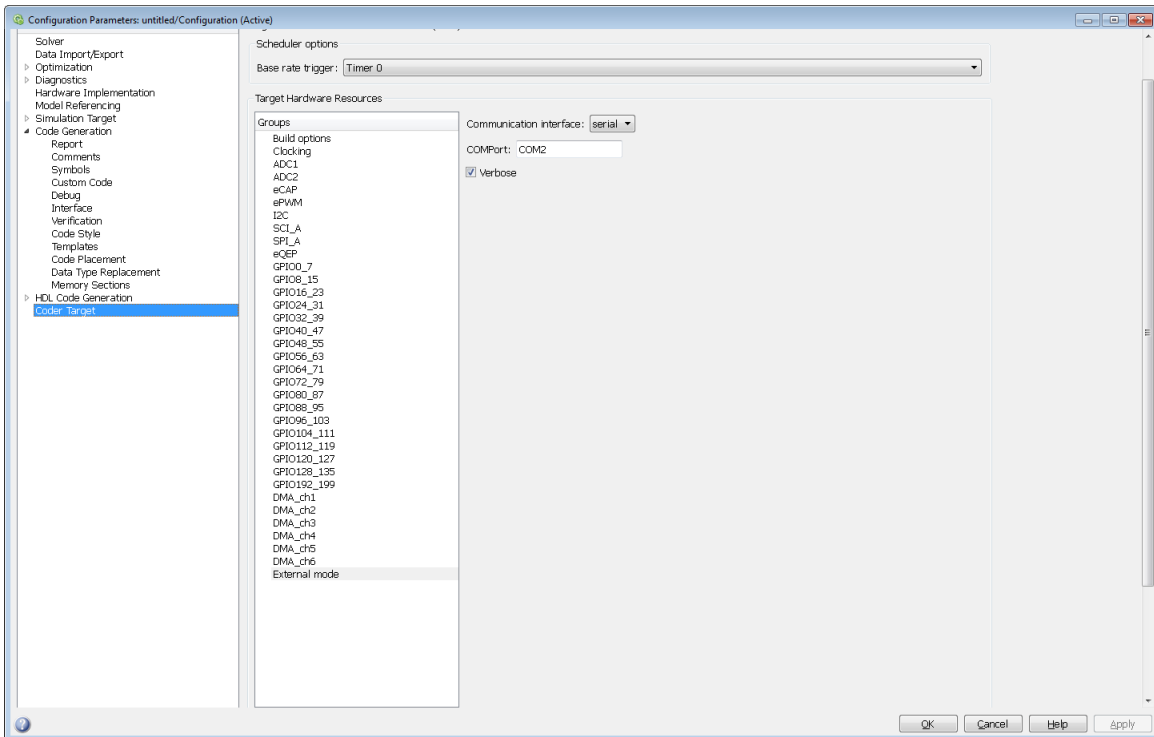 Configuration Parameters: untitled/Configuration (Active)
Solver
Data Import/Export
Optimization
Diagnostics
Hardware Implementation
Model Referencing
Simulation Target
Code Generation
Report
Comments
Symbols
Custom Code
Debug
Interface
Verification
Code Style
Templates
Code Placement
Data Type Replacement
Memory Sections
HDL Code Generation
Coder Target
Scheduler options
Base rate trigger: Timer 0
Target Hardware Resources
Groups
Build options
Clocking
ADC1
ADC2
eCAP
ePWM
I2C
SCI_A
SPI_A
eQEP
GPIO0_7
GPIO8_15
GPIO16_23
GPIO24_31
GPIO32_39
GPIO40_47
GPIO48_55
GPIO56_63
GPIO64_71
GPIO72_79
GPIO80_87
GPIO88_95
GPIO96_103
GPIO104_111
GPIO112_119
GPIO120_127
GPIO128_135
GPIO192_199
DMA_ch1
DMA_ch2
DMA_ch3
DMA_ch4
DMA_ch5
DMA_ch6
External mode
Communication interface: serial
COMPort: COM2
Verbose
OK Cancel Help Apply